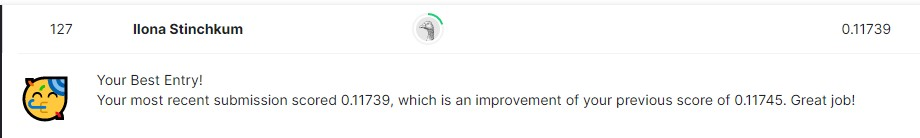 127 Ilona Stinchkum 0.11739
Your Best Entry!
Your most recent submission scored 0.11739, which is an improvement of your previous score of 0.11745. Great job!